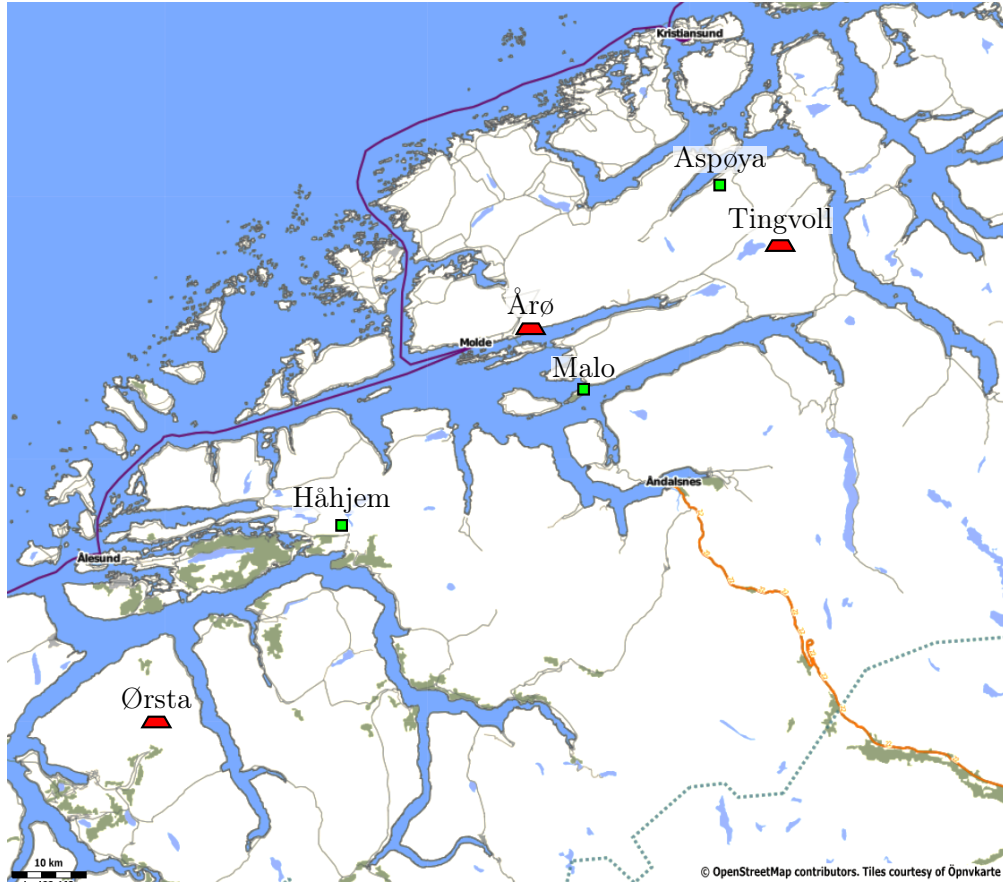 Kristiansund
Aspøya
Tingvoll
Årø
Molde
Malo
Åndalsnes
Håhjem
Ålesund
Ørsta
10 km
© OpenStreetMap contributors. Tiles courtesy of Öpnvkarte